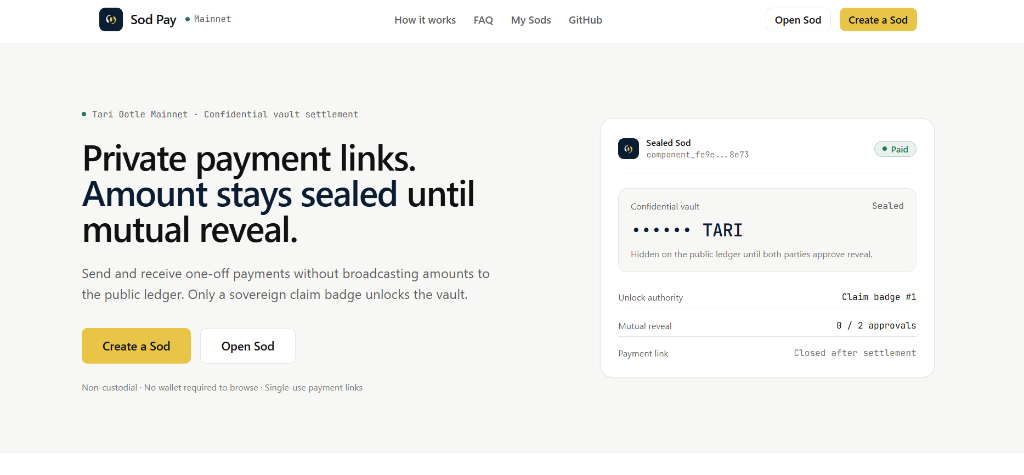 Sod Pay
Mainnet
How it works
FAQ
My Sods
GitHub
Open Sod
Create a Sod
Tari Ootle Mainnet · Confidential vault settlement
Private payment links.
Amount stays sealed until
mutual reveal.
Send and receive one-off payments without broadcasting amounts to
the public ledger. Only a sovereign claim badge unlocks the vault.
Create a Sod
Open Sod
Non-custodial · No wallet required to browse · Single-use payment links
Sealed Sod
component_fe9e...8e73
Paid
Confidential vault
Sealed
•••••• TARI
Hidden on the public ledger until both parties approve reveal.
Unlock authority
Claim badge #1
Mutual reveal
0 / 2 approvals
Payment link
Closed after settlement